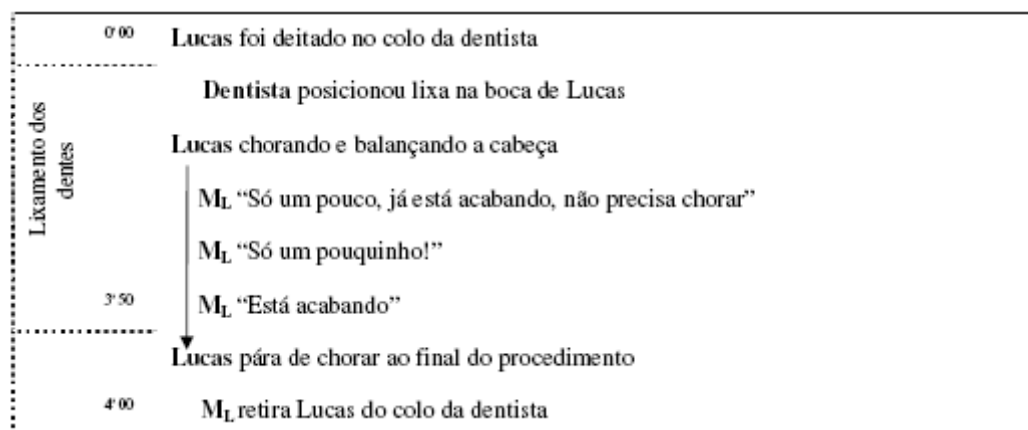 0'00
Lucas foi deitado no colo da dentista
Dentista posicionou lixa na boca de Lucas
Lixamento dos
dentes
Lucas chorando e balançando a cabeça
ML “Só um pouco, já está acabando, não precisa chorar”
ML “Só um pouquinho!”
3'50
ML “Está acabando”
Lucas pára de chorar ao final do procedimento
4'00
ML retira Lucas do colo da dentista